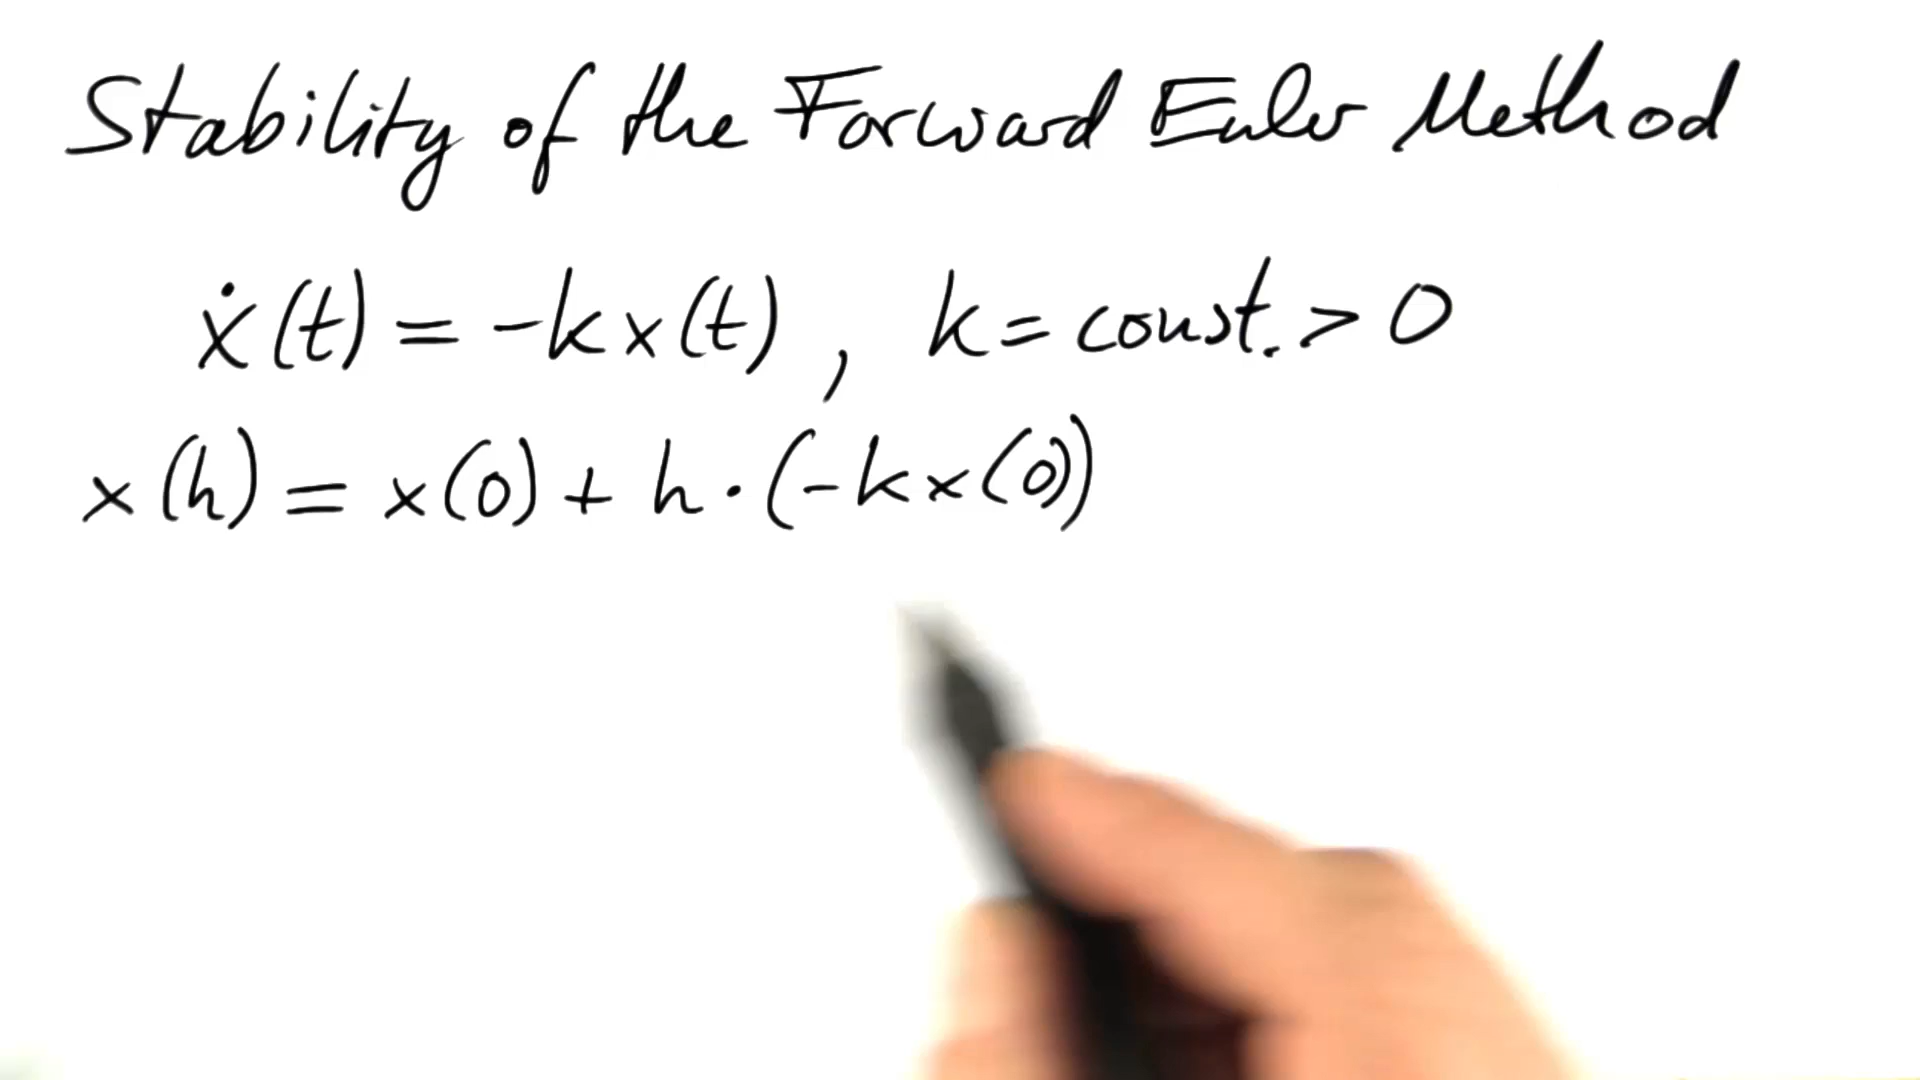 Stability of the Forward Euler Method
ẋ(t) = -kx(t), k = const. > 0
x(h) = x(0) + h·(-kx(0))